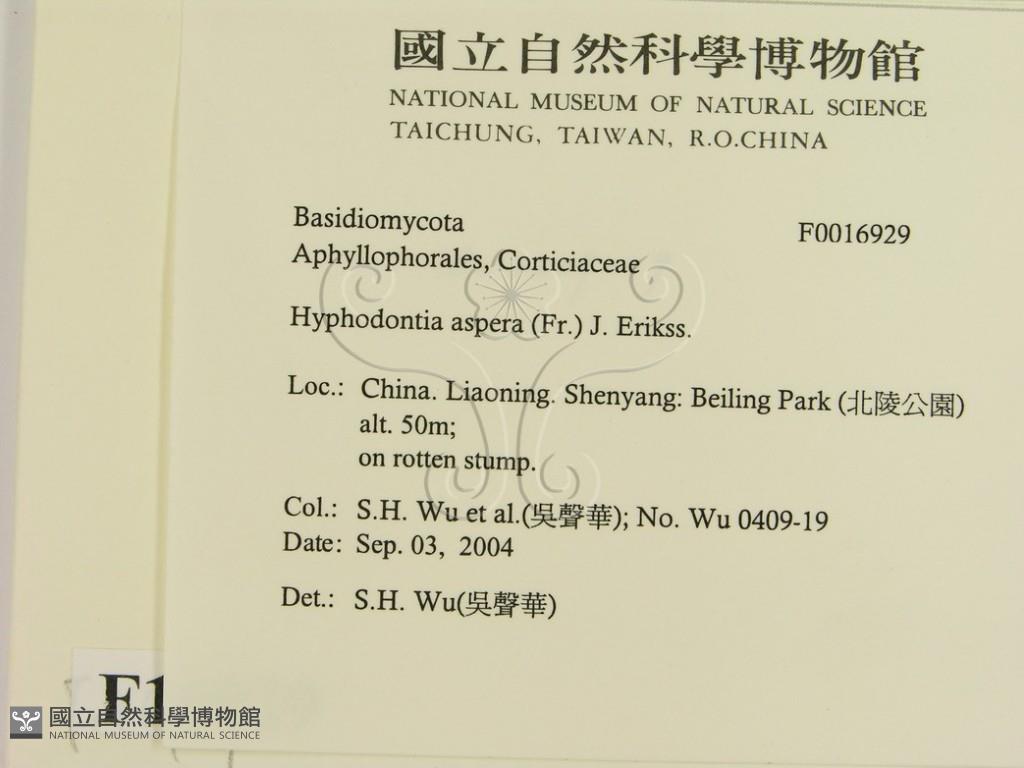 國立自然科學博物館
NATIONAL MUSEUM OF NATURAL SCIENCE
TAICHUNG, TAIWAN, R.O.CHINA
Basidiomycota F0016929
Aphyllophorales, Corticiaceae
Hyphodontia aspera (Fr.) J. Erikss.
Loc.: China. Liaoning. Shenyang: Beiling Park (北陵公園)
alt. 50m;
on rotten stump.
Col.: S.H. Wu et al.(吳聲華); No. Wu 0409-19
Date: Sep. 03, 2004
Det.: S.H. Wu(吳聲華)
F1
國立自然科學博物館
NATIONAL MUSEUM OF NATURAL SCIENCE